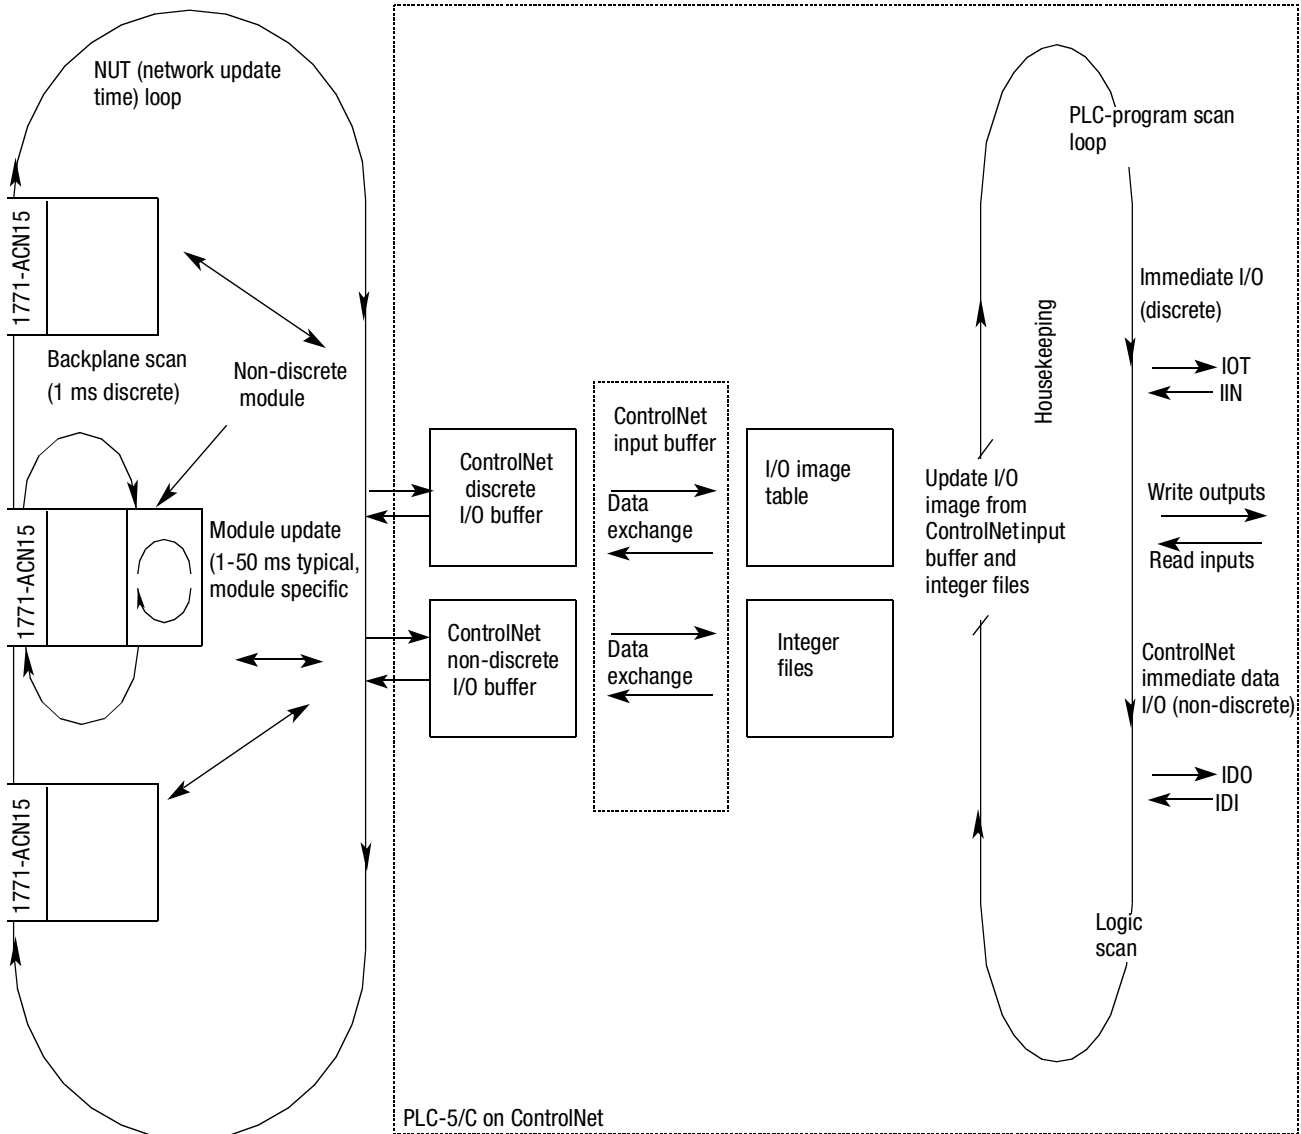 NUT (network update
time) loop
1771-ACN15
Backplane scan
(1 ms discrete)
Non-discrete
module
1771-ACN15
Module update
(1-50 ms typical,
module specific
1771-ACN15
ControlNet
discrete
I/O buffer
ControlNet
non-discrete
I/O buffer
ControlNet
input buffer
Data
exchange
Data
exchange
I/O image
table
Integer
files
PLC-program scan
loop
Housekeeping
Update I/O
image from
ControlNet input
buffer and
integer files
Immediate I/O
(discrete)
IOT
IIN
Write outputs
Read inputs
ControlNet
immediate data
I/O (non-discrete)
IDO
IDI
Logic
scan
PLC-5/C on ControlNet